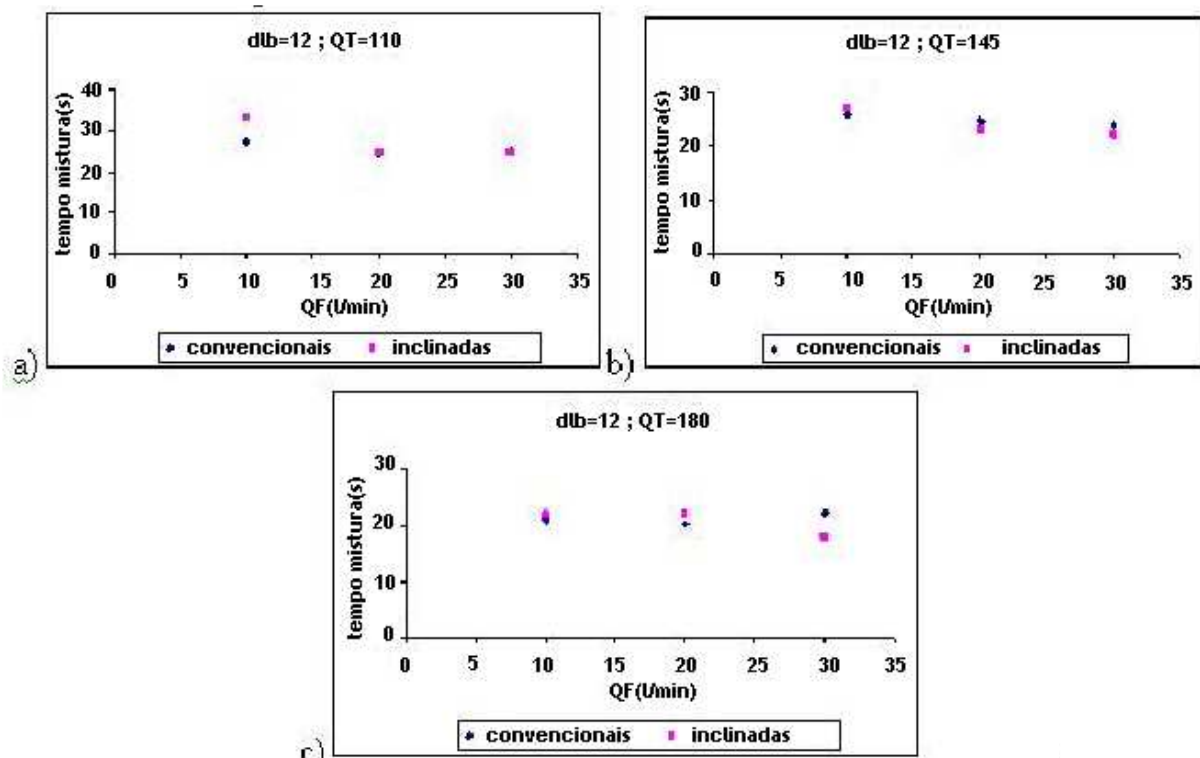 dlb=12 ; QT=110
tempo mistura(s)
40
30
20
10
0
0 5 10 15 20 25 30 35
QF(l/min)
convencionais inclinadas
a)
dlb=12 ; QT=145
tempo mistura(s)
30
20
10
0
0 5 10 15 20 25 30 35
QF(l/min)
convencionais inclinadas
b)
dlb=12 ; QT=180
tempo mistura(s)
30
20
10
0
0 5 10 15 20 25 30 35
QF(l/min)
convencionais inclinadas
c)